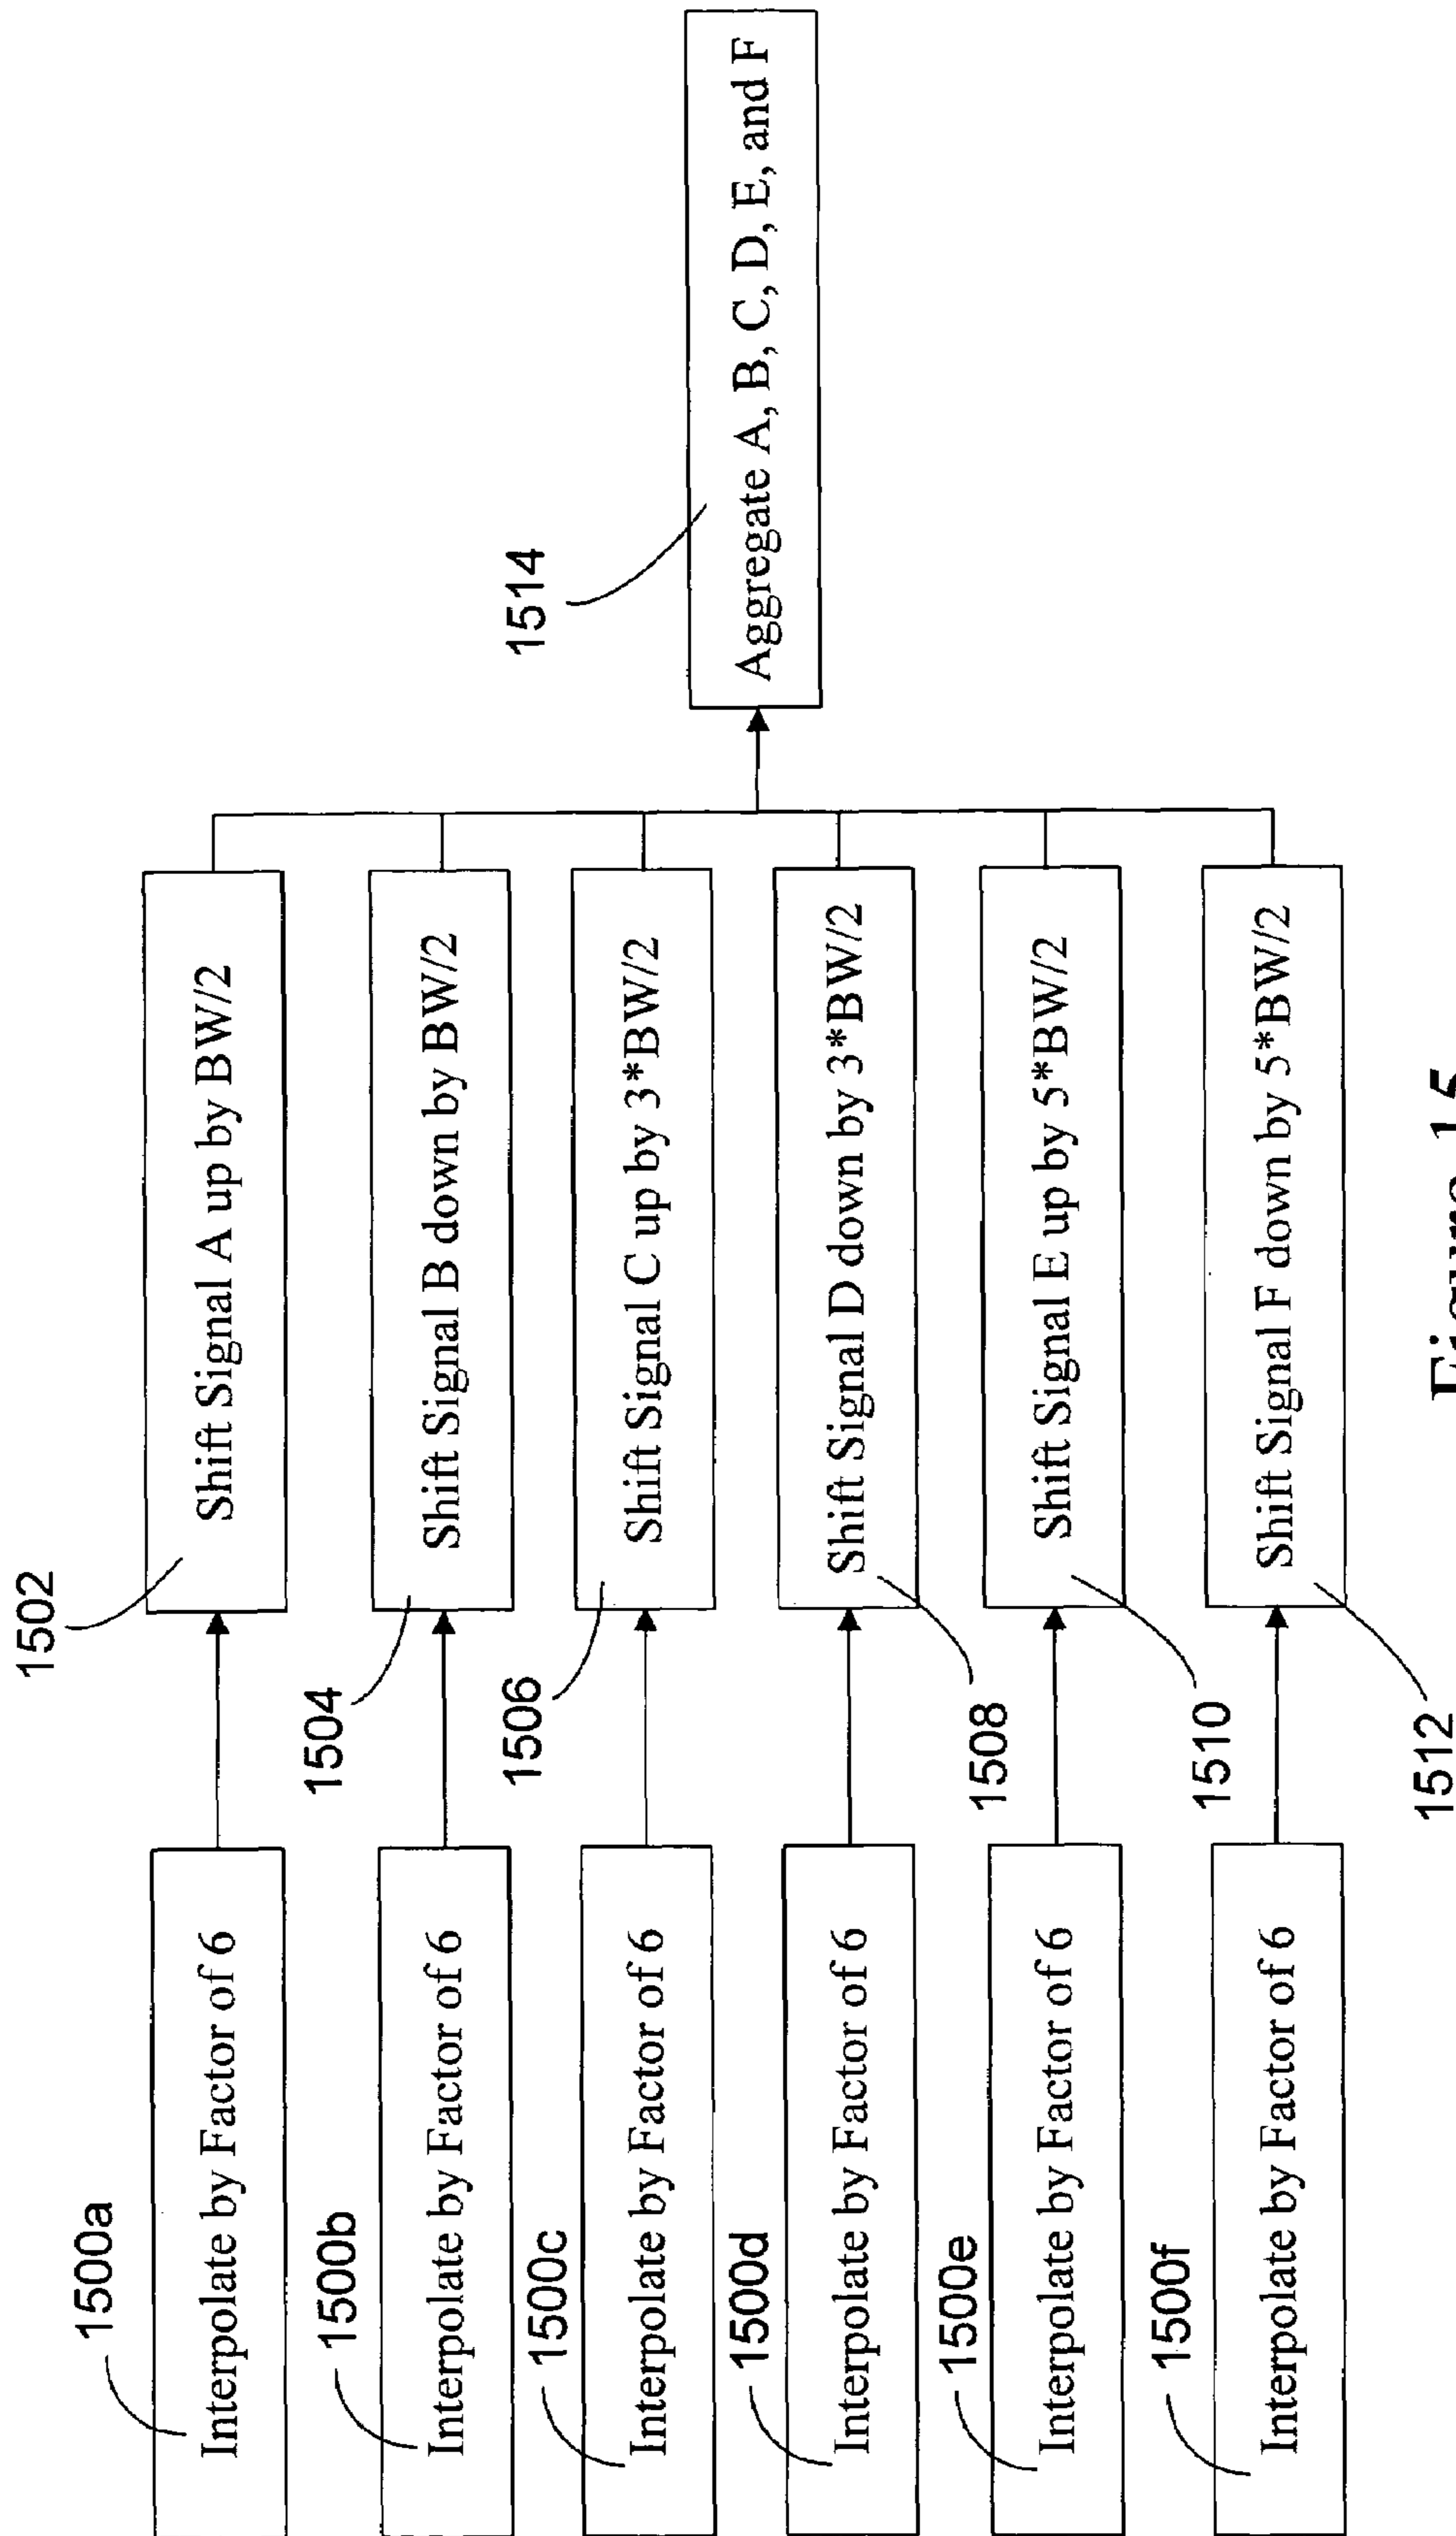 1500a
Interpolate by Factor of 6
1502
Shift Signal A up by BW/2
1500b
Interpolate by Factor of 6
1504
Shift Signal B down by BW/2
1500c
Interpolate by Factor of 6
1506
Shift Signal C up by 3*BW/2
1500d
Interpolate by Factor of 6
1508
Shift Signal D down by 3*BW/2
1500e
Interpolate by Factor of 6
1510
Shift Signal E up by 5*BW/2
1500f
Interpolate by Factor of 6
1512
Shift Signal F down by 5*BW/2
1514
Aggregate A, B, C, D, E, and F
Figure 15